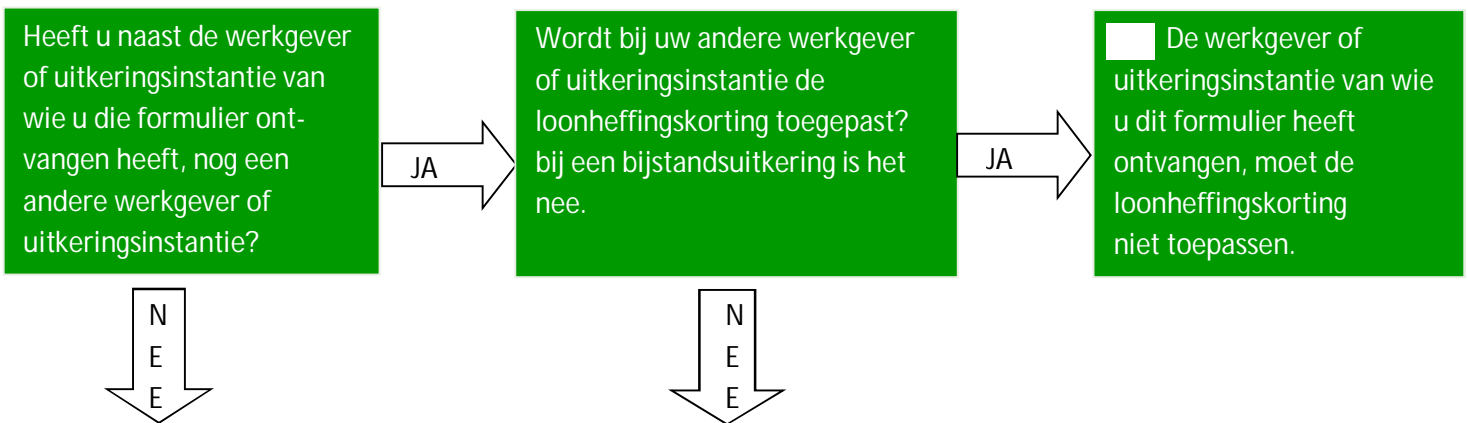 Heeft u naast de werkgever
of uitkeringsinstantie van
wie u die formulier ont-
vangen heeft, nog een
andere werkgever of
uitkeringsinstantie?
JA
Wordt bij uw andere werkgever
of uitkeringsinstantie de
loonheffingskorting toegepast?
bij een bijstandsuitkering is het
nee.
JA
De werkgever of
uitkeringsinstantie van wie
u dit formulier heeft
ontvangen, moet de
loonheffingskorting
niet toepassen.
N
E
E
N
E
E